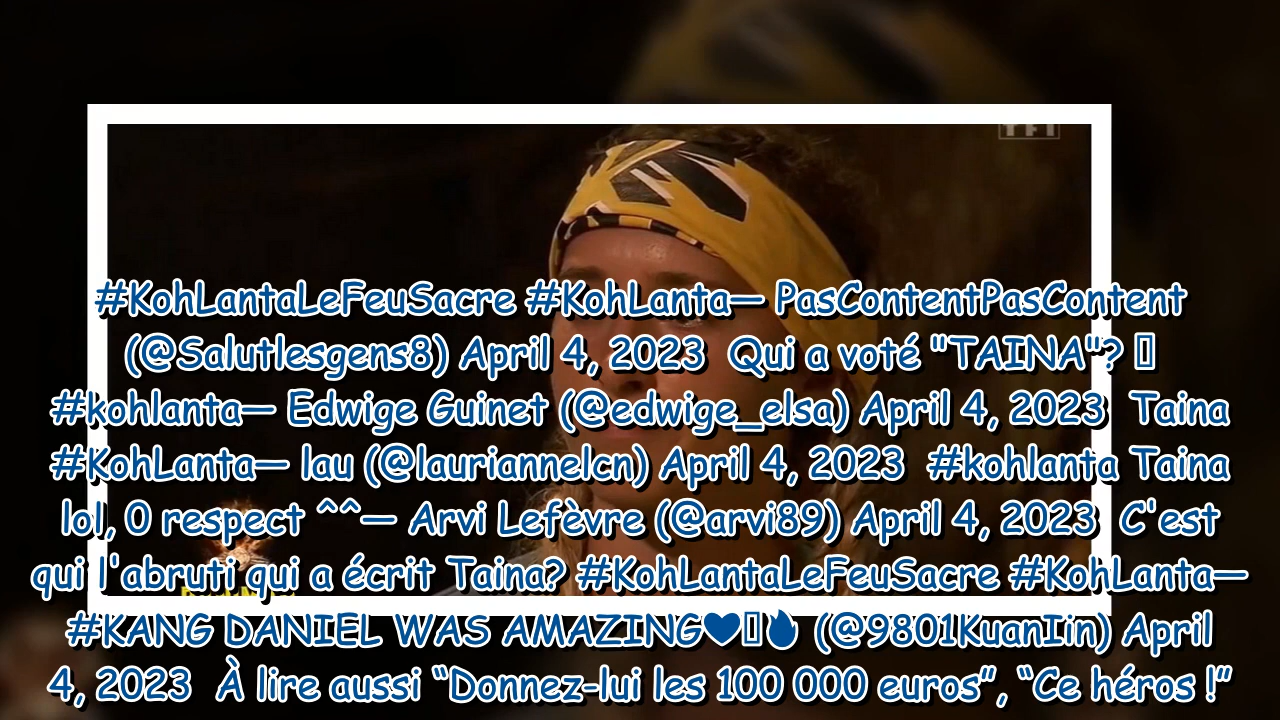 TF1
#KohLantaLeFeuSacre #KohLanta— PasContentPasContent
(@Salutlesgens8) April 4, 2023 Qui a voté "TAINA"? 
#kohlanta— Edwige Guinet (@edwige_elsa) April 4, 2023 Taina
#KohLanta— lau (@lauriannelcn) April 4, 2023 #kohlanta Taina
lol, 0 respect ^^— Arvi Lefèvre (@arvi89) April 4, 2023 C'est
qui l'abruti qui a écrit Taina? #KohLantaLeFeuSacre #KohLanta—
#KANG DANIEL WAS AMAZING♥🔥 (@9801KuanIin) April
4, 2023 À lire aussi “Donnez-lui les 100 000 euros”, “Ce héros !”